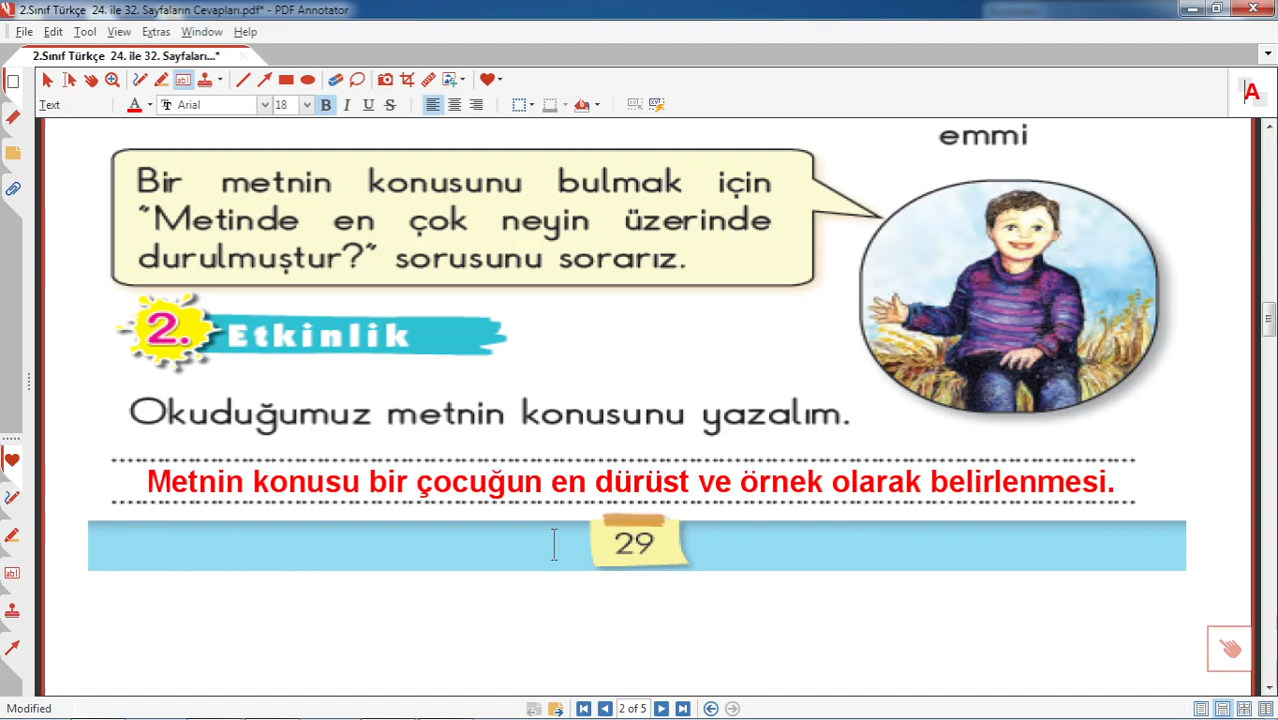 2.Sınıf Türkçe 24. ile 32. Sayfaların Cevapları.pdf* - PDF Annotator
File Edit Tool View Extras Window Help
2.Sınıf Türkçe 24. ile 32. Sayfaları...*
Text A Arial 18 B I U S
A
emmi
Bir metnin konusunu bulmak için
“Metinde en çok neyin üzerinde
durulmuştur?” sorusunu sorarız.
2. Etkinlik
Okuduğumuz metnin konusunu yazalım.
Metnin konusu bir çocuğun en dürüst ve örnek olarak belirlenmesi.
29
Modified 2 of 5